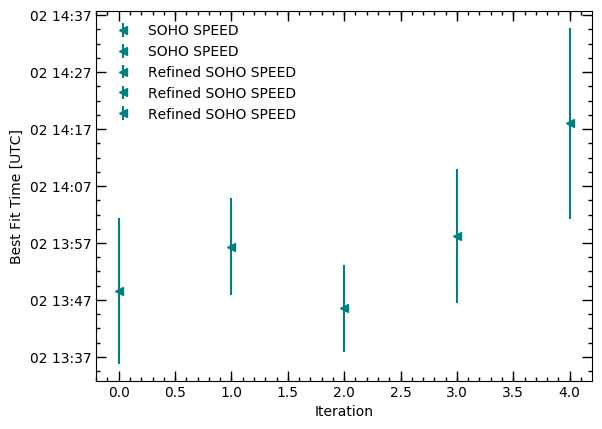 SOHO SPEED
SOHO SPEED
Refined SOHO SPEED
Refined SOHO SPEED
Refined SOHO SPEED
Best Fit Time [UTC]
02 14:37
02 14:27
02 14:17
02 14:07
02 13:57
02 13:47
02 13:37
0.0 0.5 1.0 1.5 2.0 2.5 3.0 3.5 4.0
Iteration